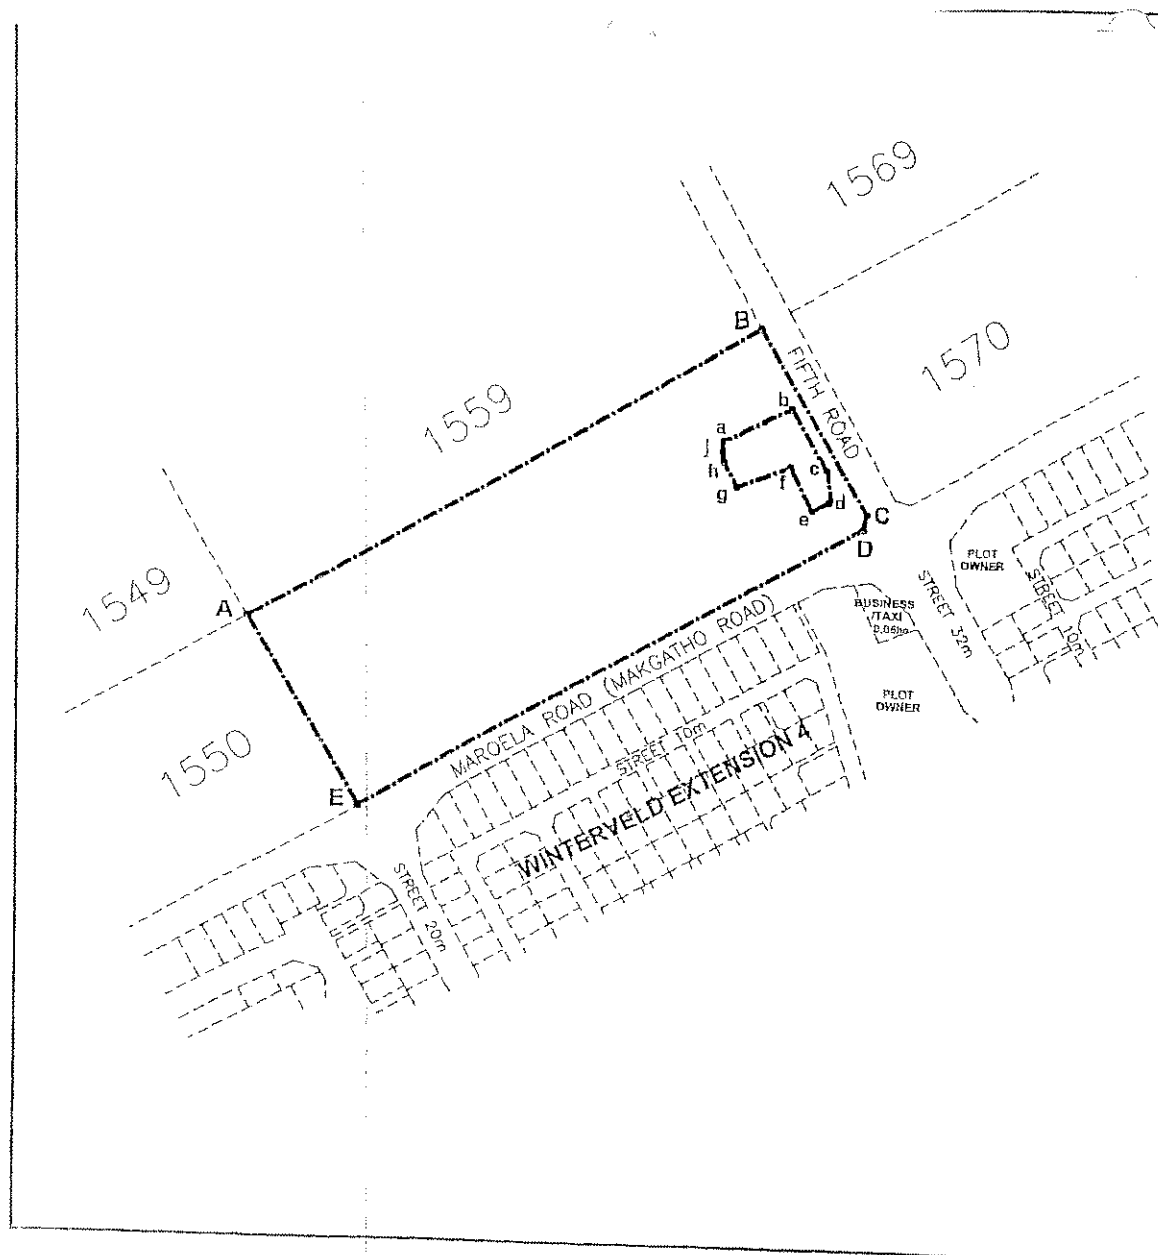 1569
B
1570
FIFTH ROAD
1559
b
a
j
h
g
f
c
d
e
C
D
1549
A
PLOT
OWNER
STREET 32m
STREET 10m
BUSINESS
/TAXI
PLOT
OWNER
MAROELA ROAD (MAKGATHO ROAD)
STREET 10m
WINTERVELD EXTENSION 4
1550
E
STREET 20m